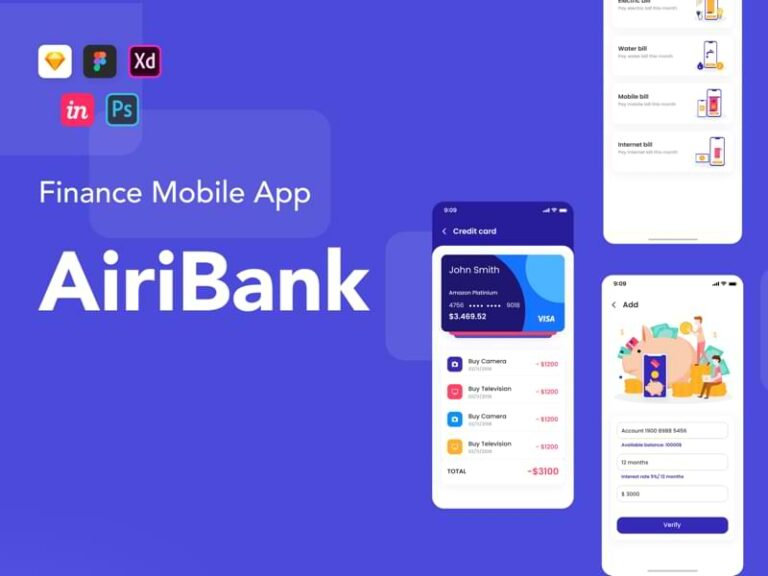 Xd
in
Ps
Finance Mobile App
AiriBank
Electric bill
Pay electric bill this month
Water bill
Pay water bill this month
Mobile bill
Pay mobile bill this month
Internet bill
Pay internet bill this month
9:09
Credit card
John Smith
Amazon Platinium
4756 •••• •••• 9018
$3.469.52
VISA
Buy Camera
- $1200
Buy Television
- $1200
Buy Camera
- $1200
Buy Television
- $1200
TOTAL
-$3100
9:09
Add
Account 1900 8988 5456
12 months
Interest rate 5%/ 12 months
$ 3000
Verify